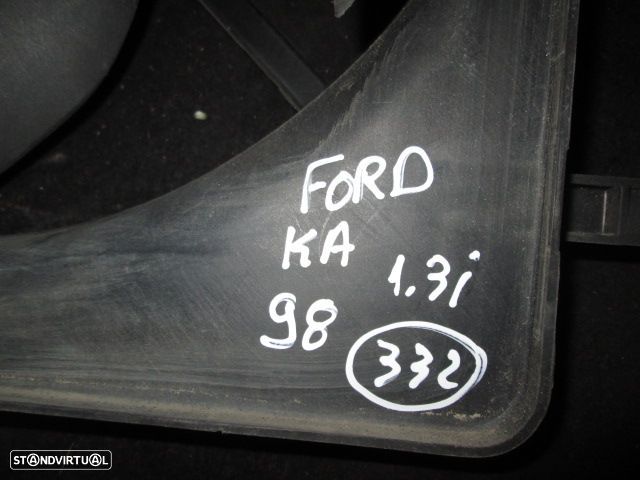 FORD
KA 1.3i
98
332
STANDVIRTUAL